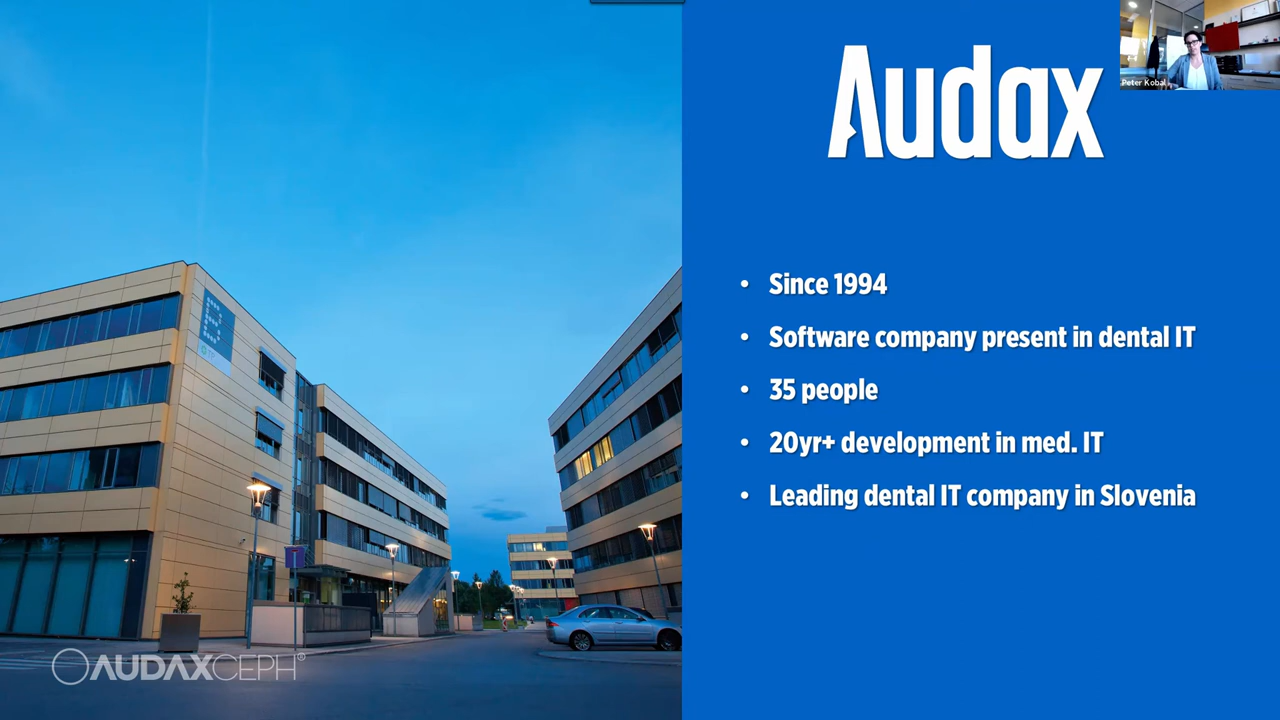 Audax
Peter Kobal
• Since 1994
• Software company present in dental IT
• 35 people
• 20yr+ development in med. IT
• Leading dental IT company in Slovenia
AUDAXCEPH®